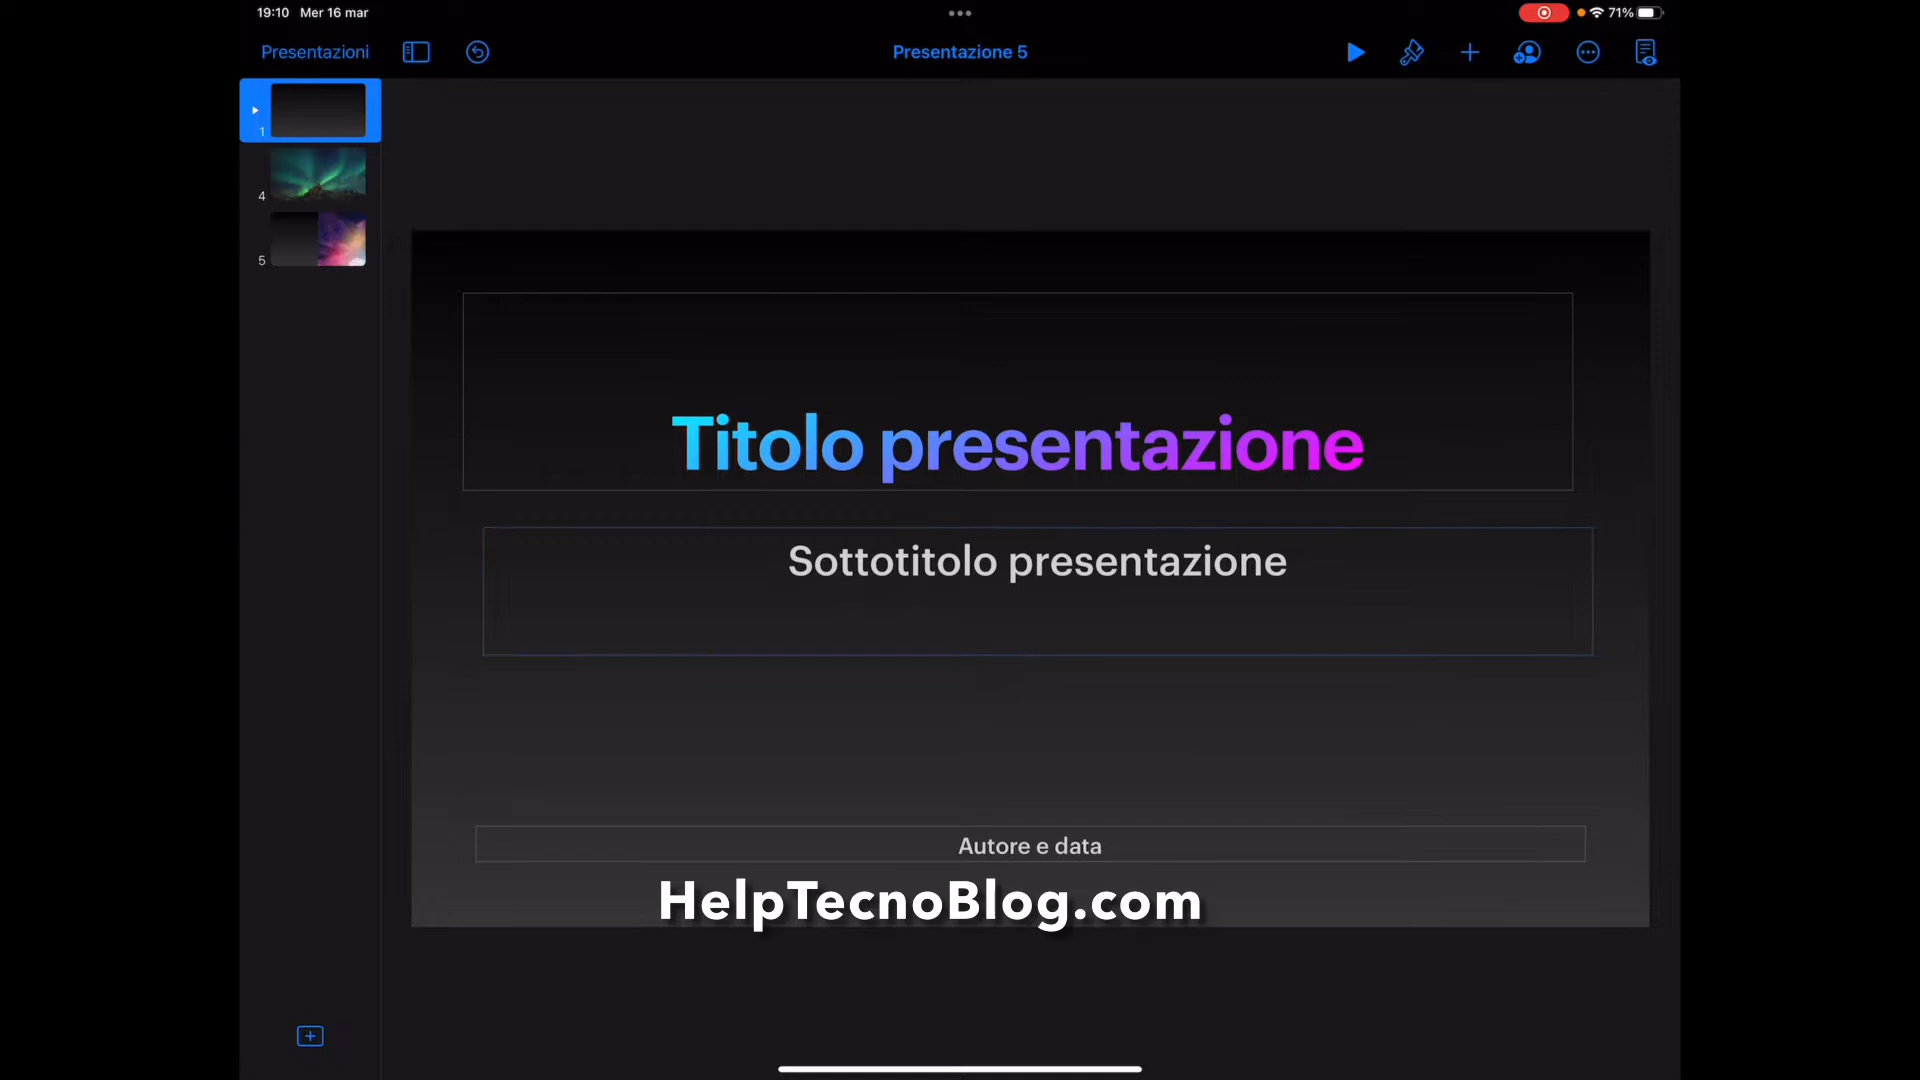 19:10 Mer 16 mar
71%
Presentazioni
Presentazione 5
1
4
5
Titolo presentazione
Sottotitolo presentazione
Autore e data
HelpTecnoBlog.com